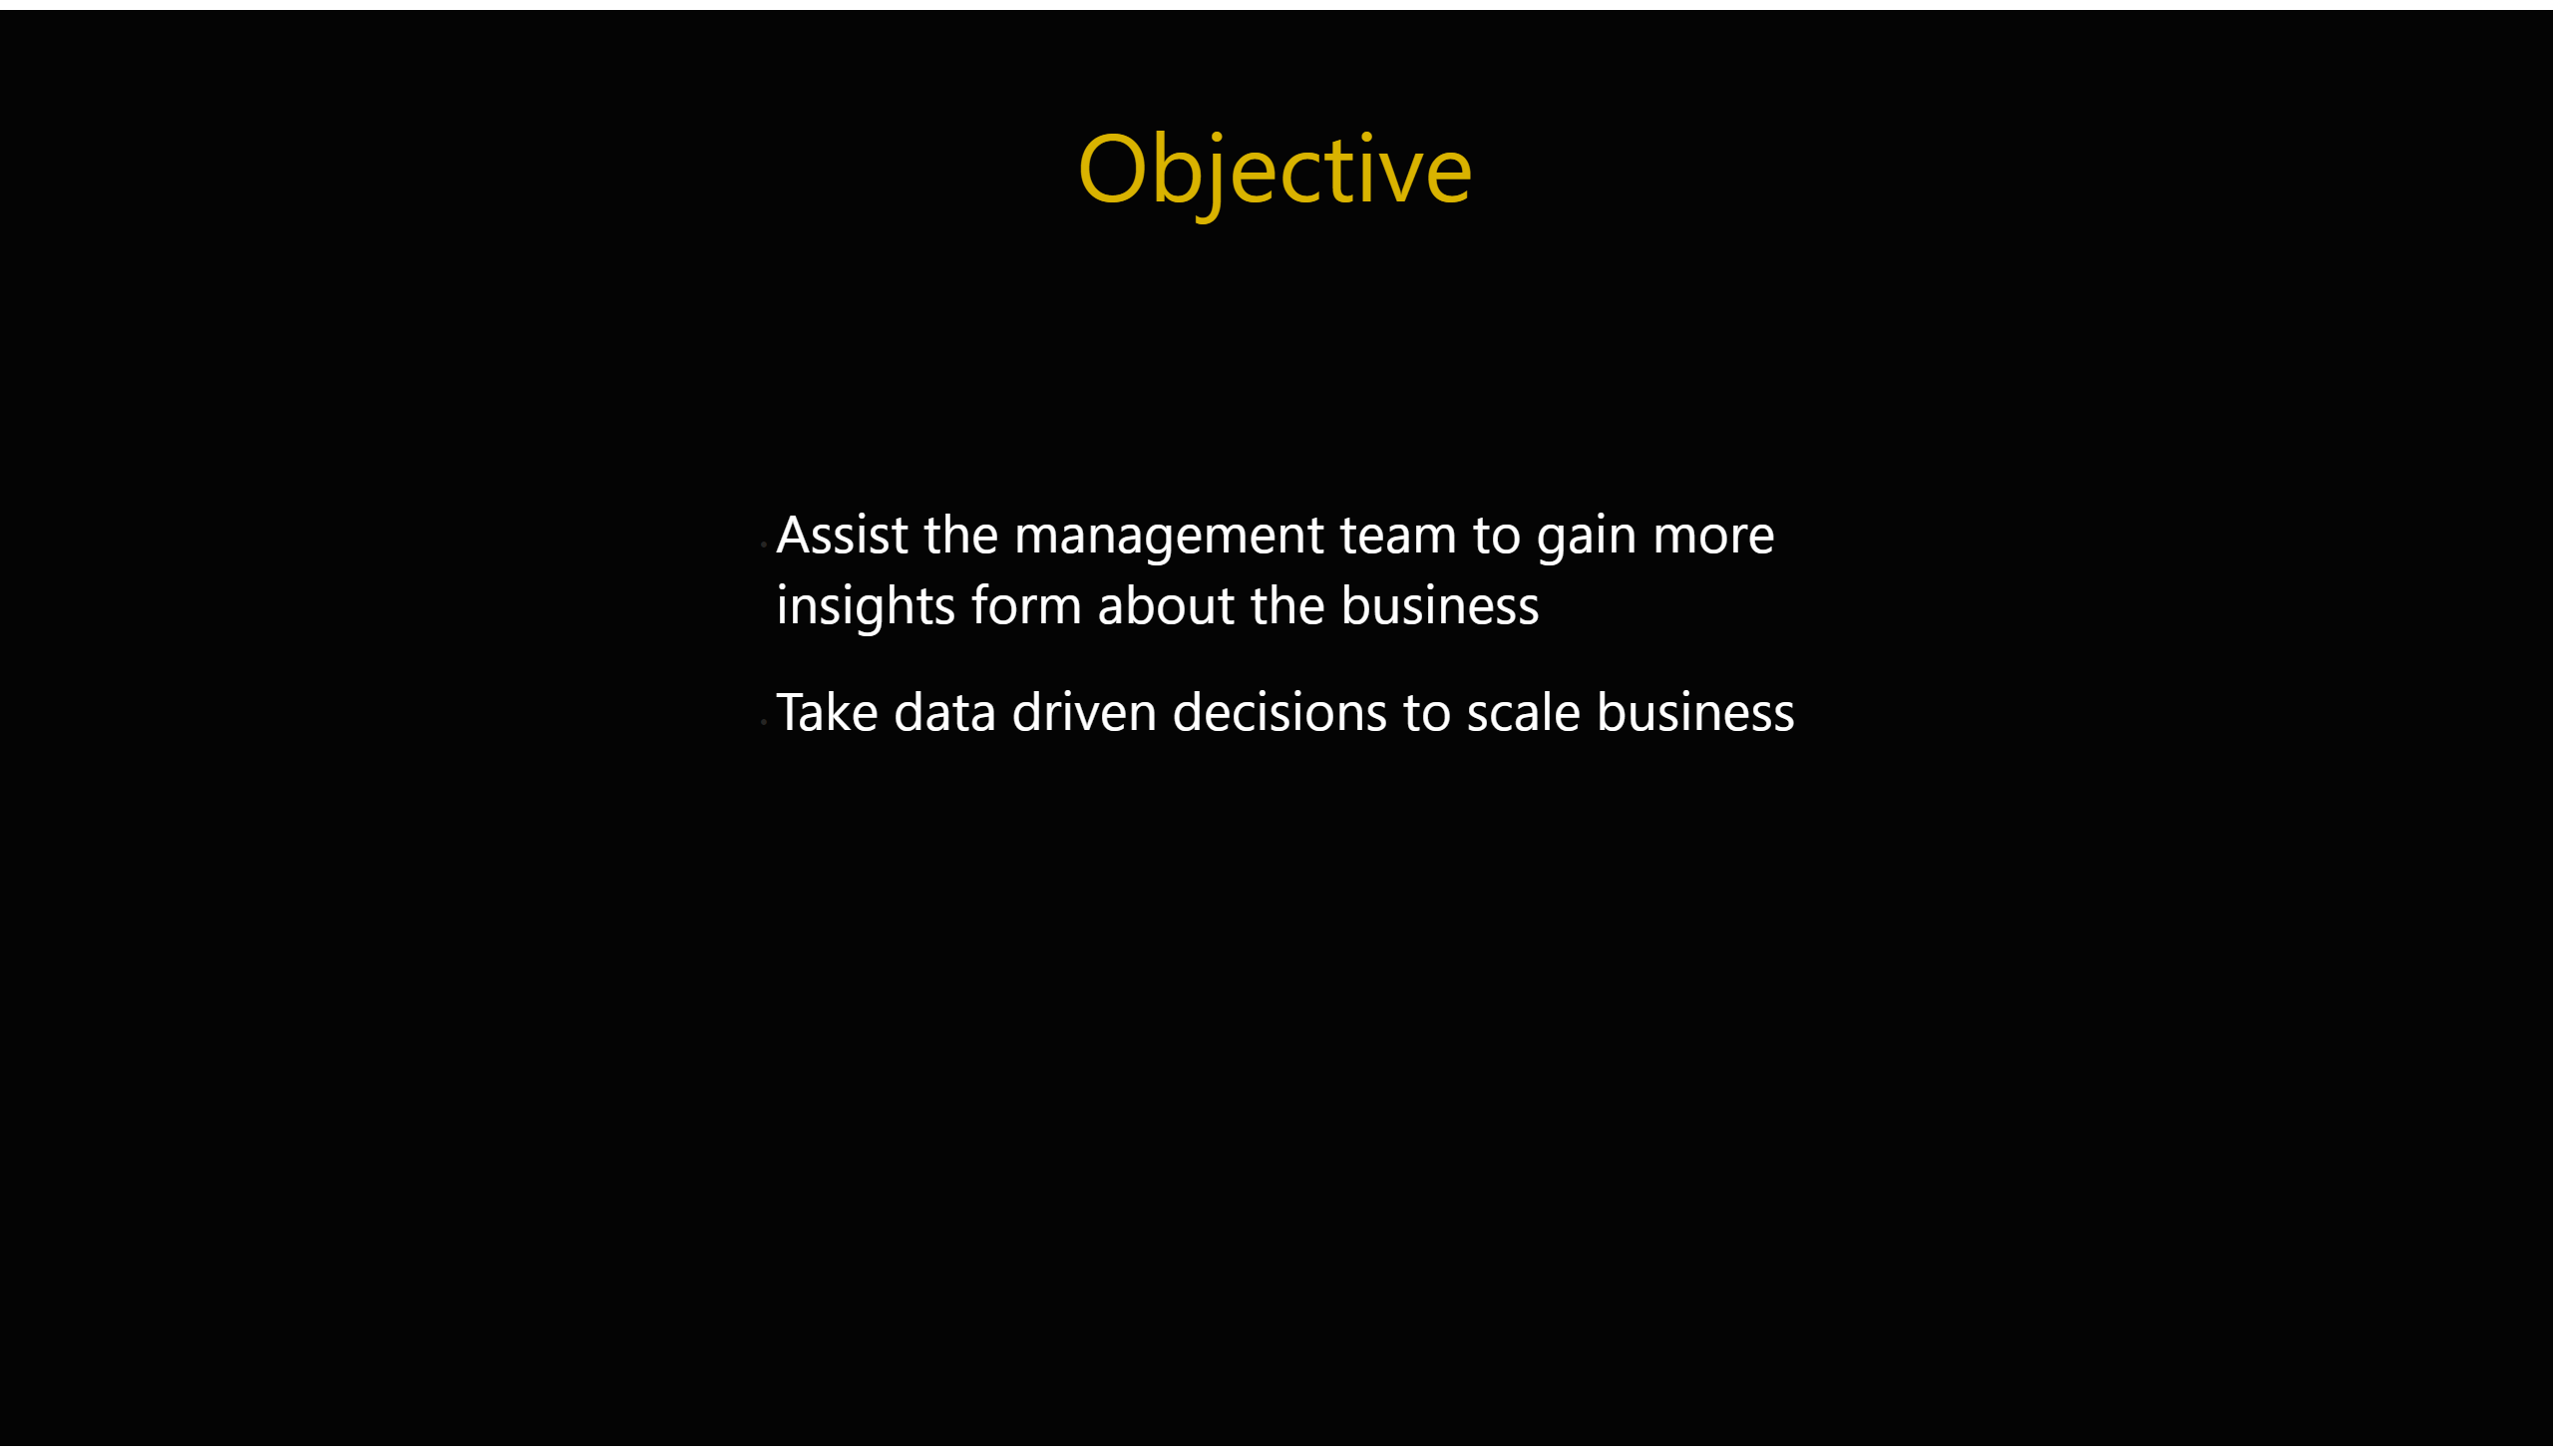 Objective
Assist the management team to gain more
insights form about the business
Take data driven decisions to scale business